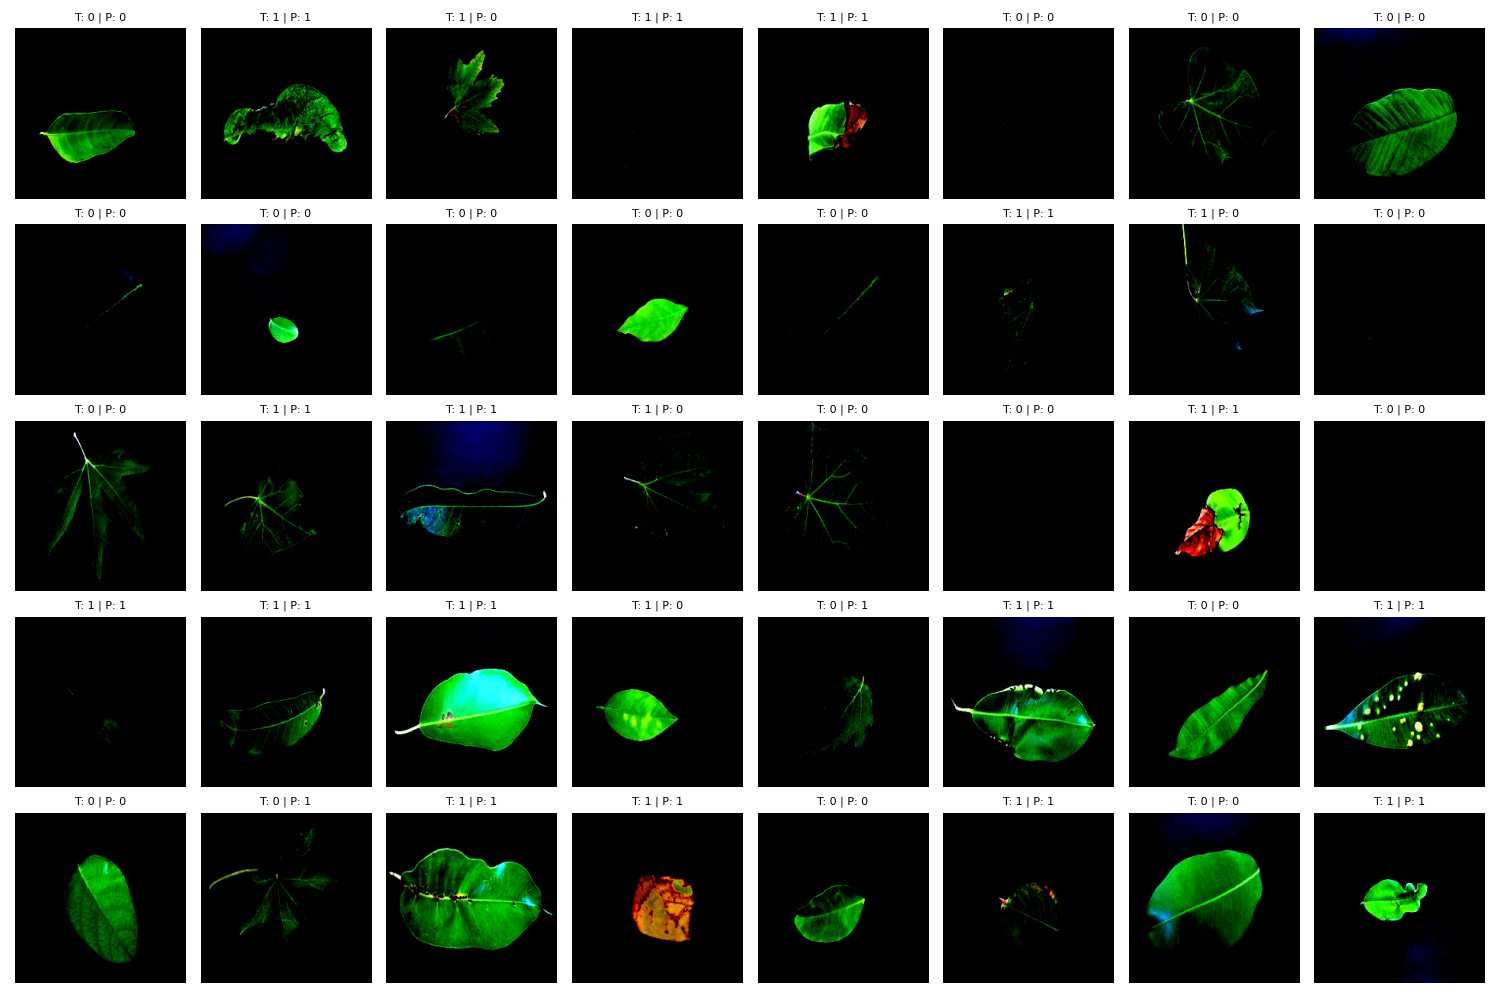 T: 0 | P: 0 T: 1 | P: 1 T: 1 | P: 0 T: 1 | P: 1 T: 1 | P: 1 T: 0 | P: 0 T: 0 | P: 0 T: 0 | P: 0
T: 0 | P: 0 T: 0 | P: 0 T: 0 | P: 0 T: 0 | P: 0 T: 0 | P: 0 T: 1 | P: 1 T: 1 | P: 0 T: 0 | P: 0
T: 0 | P: 0 T: 1 | P: 1 T: 1 | P: 1 T: 1 | P: 0 T: 0 | P: 0 T: 0 | P: 0 T: 1 | P: 1 T: 0 | P: 0
T: 1 | P: 1 T: 1 | P: 1 T: 1 | P: 1 T: 1 | P: 0 T: 0 | P: 1 T: 1 | P: 1 T: 0 | P: 0 T: 1 | P: 1
T: 0 | P: 0 T: 0 | P: 1 T: 1 | P: 1 T: 1 | P: 1 T: 0 | P: 0 T: 1 | P: 1 T: 0 | P: 0 T: 1 | P: 1